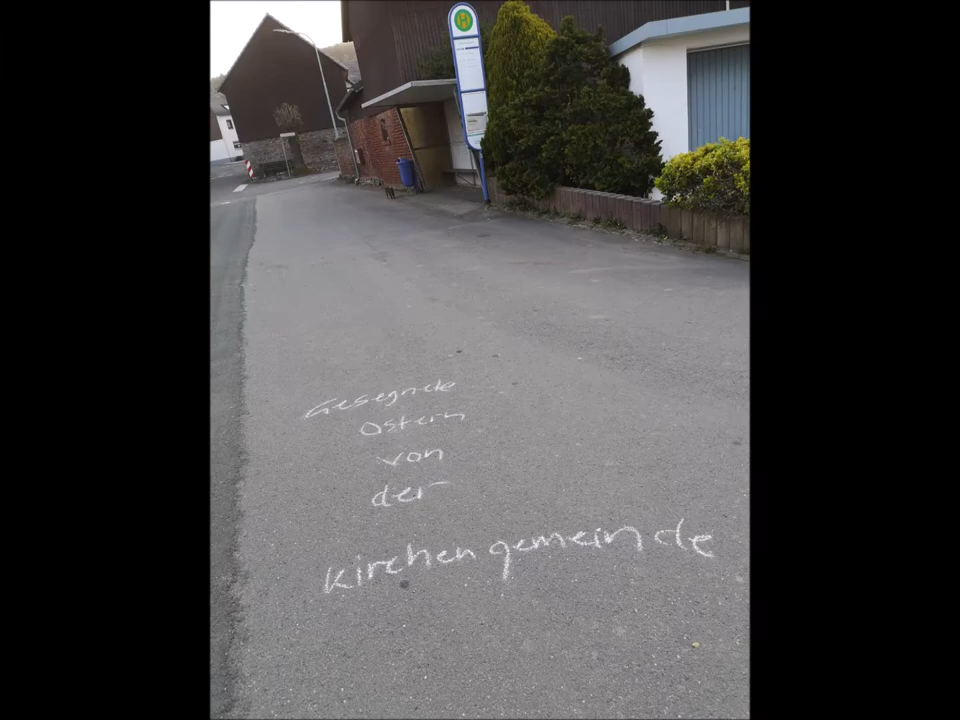 H
Gesegnete
Ostern
von
der
kirchengemeinde